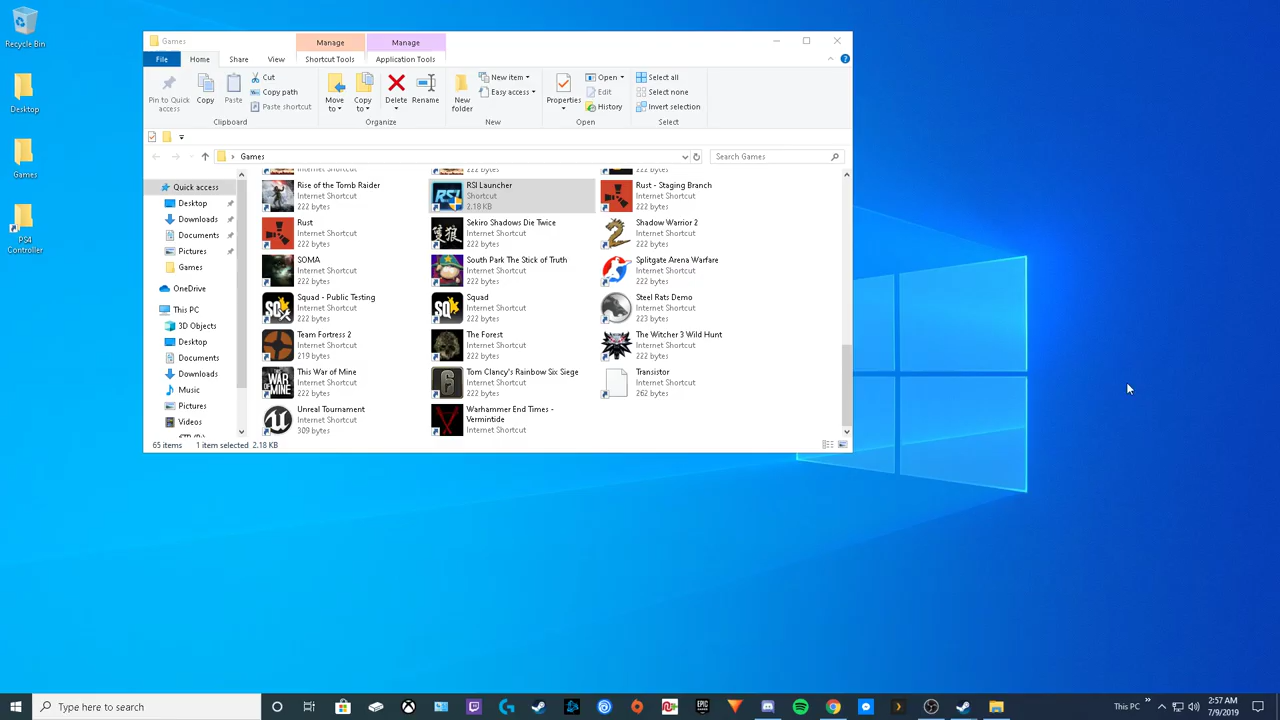 Recycle Bin
Desktop
Games
PS4
Controller
Games
Manage
Manage
File
Home
Share
View
Shortcut Tools
Application Tools
Pin to Quick
access
Copy
Paste
Cut
Copy path
Paste shortcut
Clipboard
Move
to
Copy
to
Delete
Rename
Organize
New
folder
New item
Easy access
New
Properties
Open
Edit
History
Open
Select all
Select none
Invert selection
Select
Games
Search Games
Quick access
Desktop
Downloads
Documents
Pictures
Games
OneDrive
This PC
3D Objects
Desktop
Documents
Downloads
Music
Pictures
Videos
222 bytes
222 bytes
222 bytes
Rise of the Tomb Raider
Internet Shortcut
222 bytes
RSI Launcher
Shortcut
2.18 KB
Rust - Staging Branch
Internet Shortcut
222 bytes
Rust
Internet Shortcut
222 bytes
Sekiro Shadows Die Twice
Internet Shortcut
222 bytes
Shadow Warrior 2
Internet Shortcut
222 bytes
SOMA
Internet Shortcut
222 bytes
South Park The Stick of Truth
Internet Shortcut
222 bytes
Splitgate Arena Warfare
Internet Shortcut
222 bytes
Squad - Public Testing
Internet Shortcut
222 bytes
Squad
Internet Shortcut
222 bytes
Steel Rats Demo
Internet Shortcut
223 bytes
Team Fortress 2
Internet Shortcut
219 bytes
The Forest
Internet Shortcut
222 bytes
The Witcher 3 Wild Hunt
Internet Shortcut
222 bytes
This War of Mine
Internet Shortcut
222 bytes
Tom Clancy's Rainbow Six Siege
Internet Shortcut
222 bytes
Transistor
Internet Shortcut
262 bytes
Unreal Tournament
Internet Shortcut
309 bytes
Warhammer End Times -
Vermintide
Internet Shortcut
65 items
1 item selected 2.18 KB
Type here to search
This PC
2:57 AM
7/9/2019